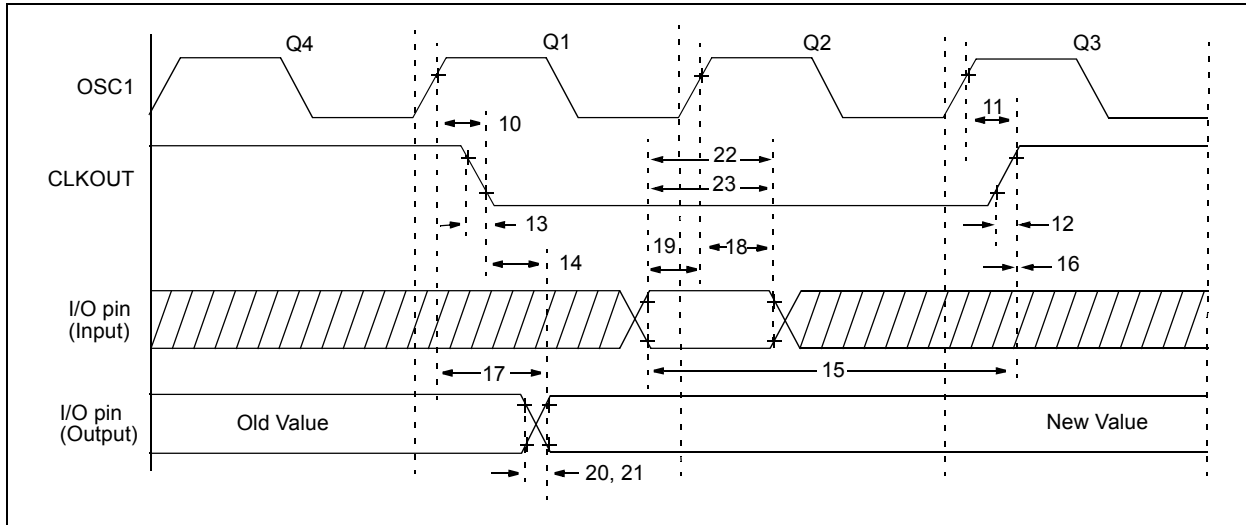 Q4
Q1
Q2
Q3
OSC1
10
11
22
CLKOUT
23
13
12
19
18
14
16
I/O pin
(Input)
17
15
I/O pin
(Output)
Old Value
New Value
20, 21